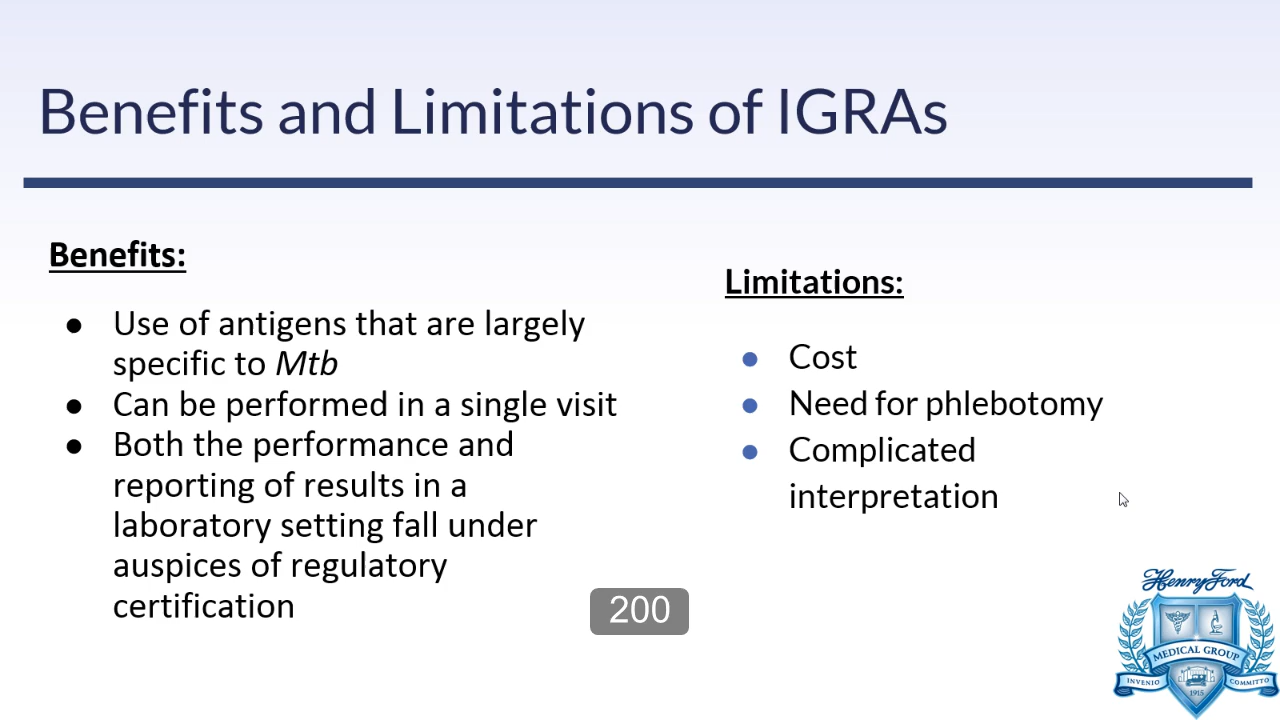 Benefits and Limitations of IGRAs
Benefits:
● Use of antigens that are largely
specific to Mtb
● Can be performed in a single visit
● Both the performance and
reporting of results in a
laboratory setting fall under
auspices of regulatory
certification
Limitations:
● Cost
● Need for phlebotomy
● Complicated
interpretation
200
Henry Ford
MEDICAL GROUP
INVENIO
COMMITTO
1915